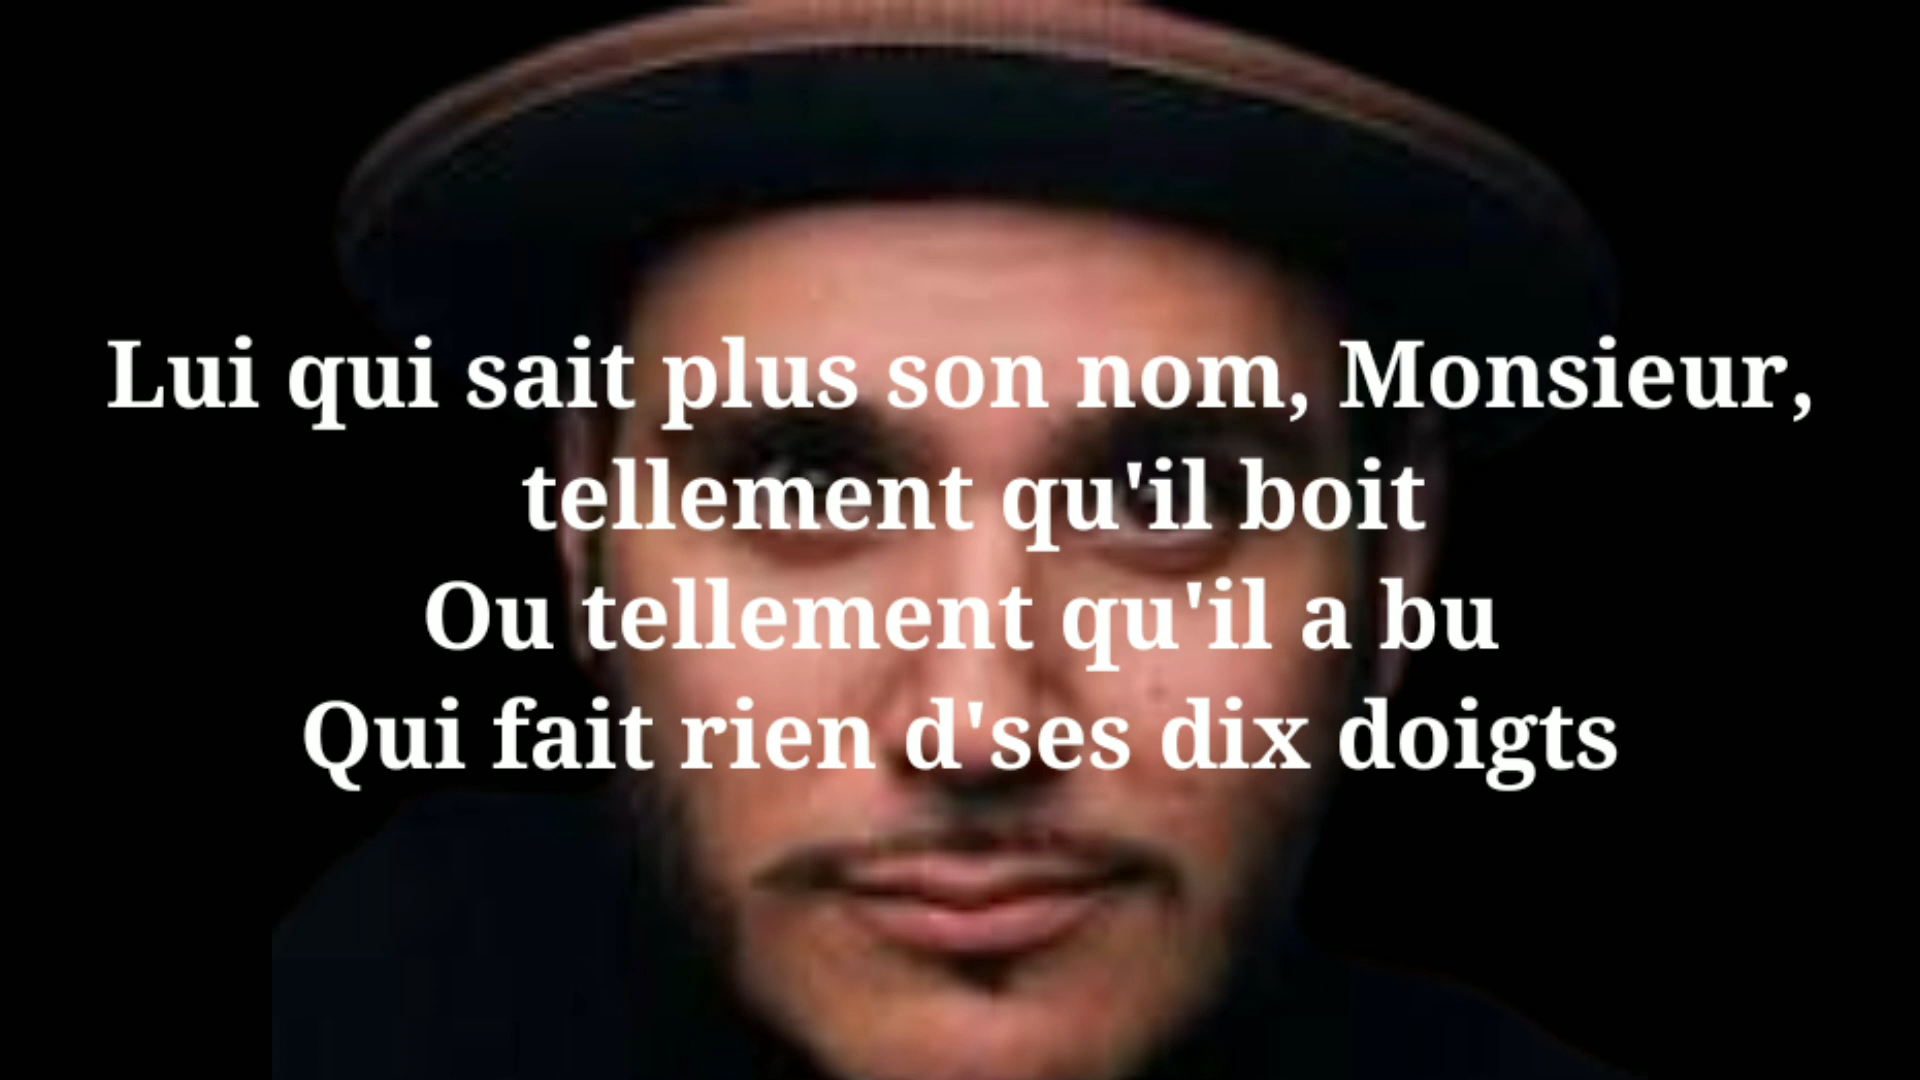 Lui qui sait plus son nom, Monsieur,
tellement qu'il boit
Ou tellement qu'il a bu
Qui fait rien d'ses dix doigts